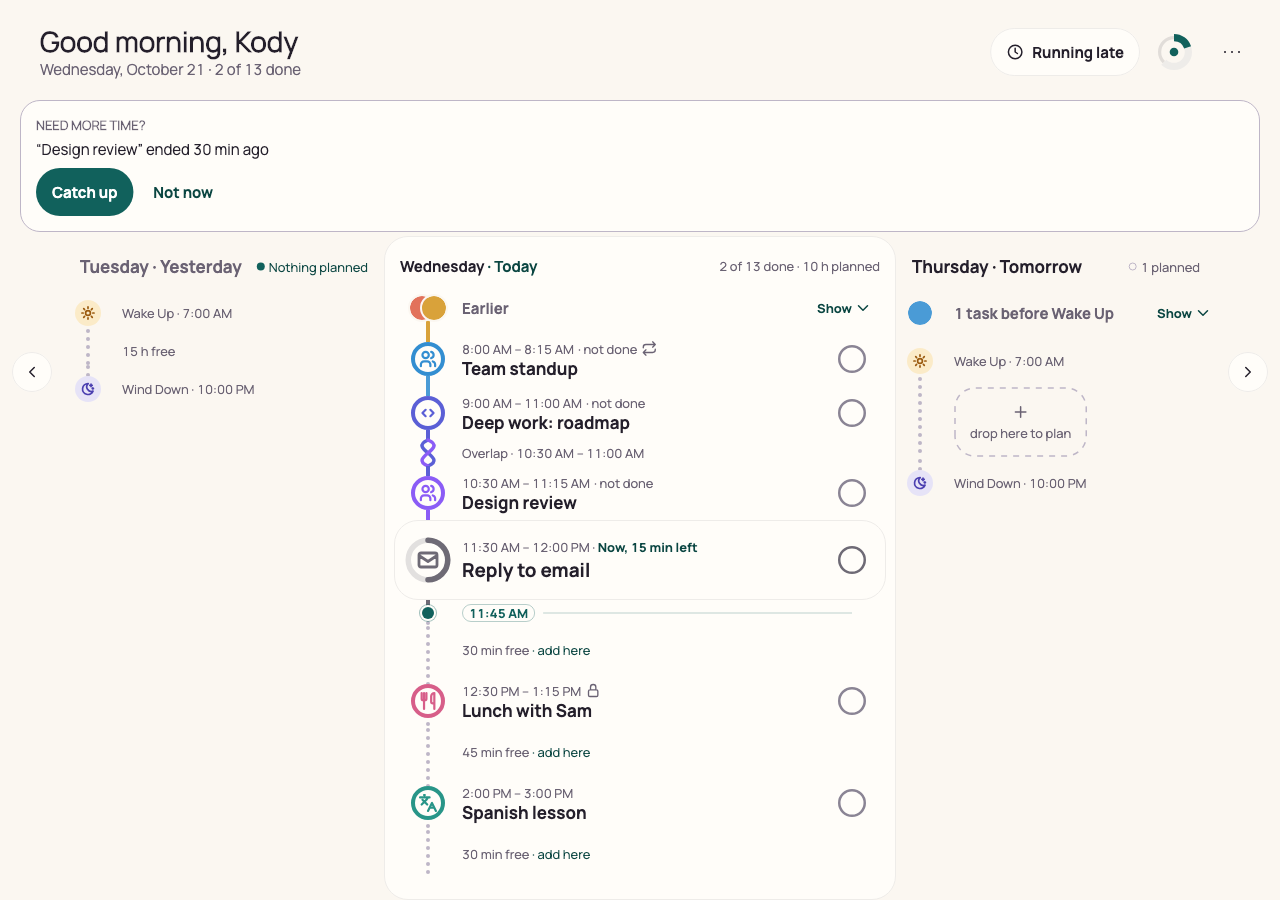 Good morning, Kody
Wednesday, October 21 · 2 of 13 done
Running late
NEED MORE TIME?
“Design review” ended 30 min ago
Catch up
Not now
Tuesday · Yesterday
Nothing planned
Wake Up · 7:00 AM
15 h free
Wind Down · 10:00 PM
Wednesday · Today
2 of 13 done · 10 h planned
Earlier
Show
8:00 AM – 8:15 AM · not done
Team standup
9:00 AM – 11:00 AM · not done
Deep work: roadmap
Overlap · 10:30 AM – 11:00 AM
10:30 AM – 11:15 AM · not done
Design review
11:30 AM – 12:00 PM · Now, 15 min left
Reply to email
11:45 AM
30 min free · add here
12:30 PM – 1:15 PM
Lunch with Sam
45 min free · add here
2:00 PM – 3:00 PM
Spanish lesson
30 min free · add here
Thursday · Tomorrow
1 planned
1 task before Wake Up
Show
Wake Up · 7:00 AM
drop here to plan
Wind Down · 10:00 PM